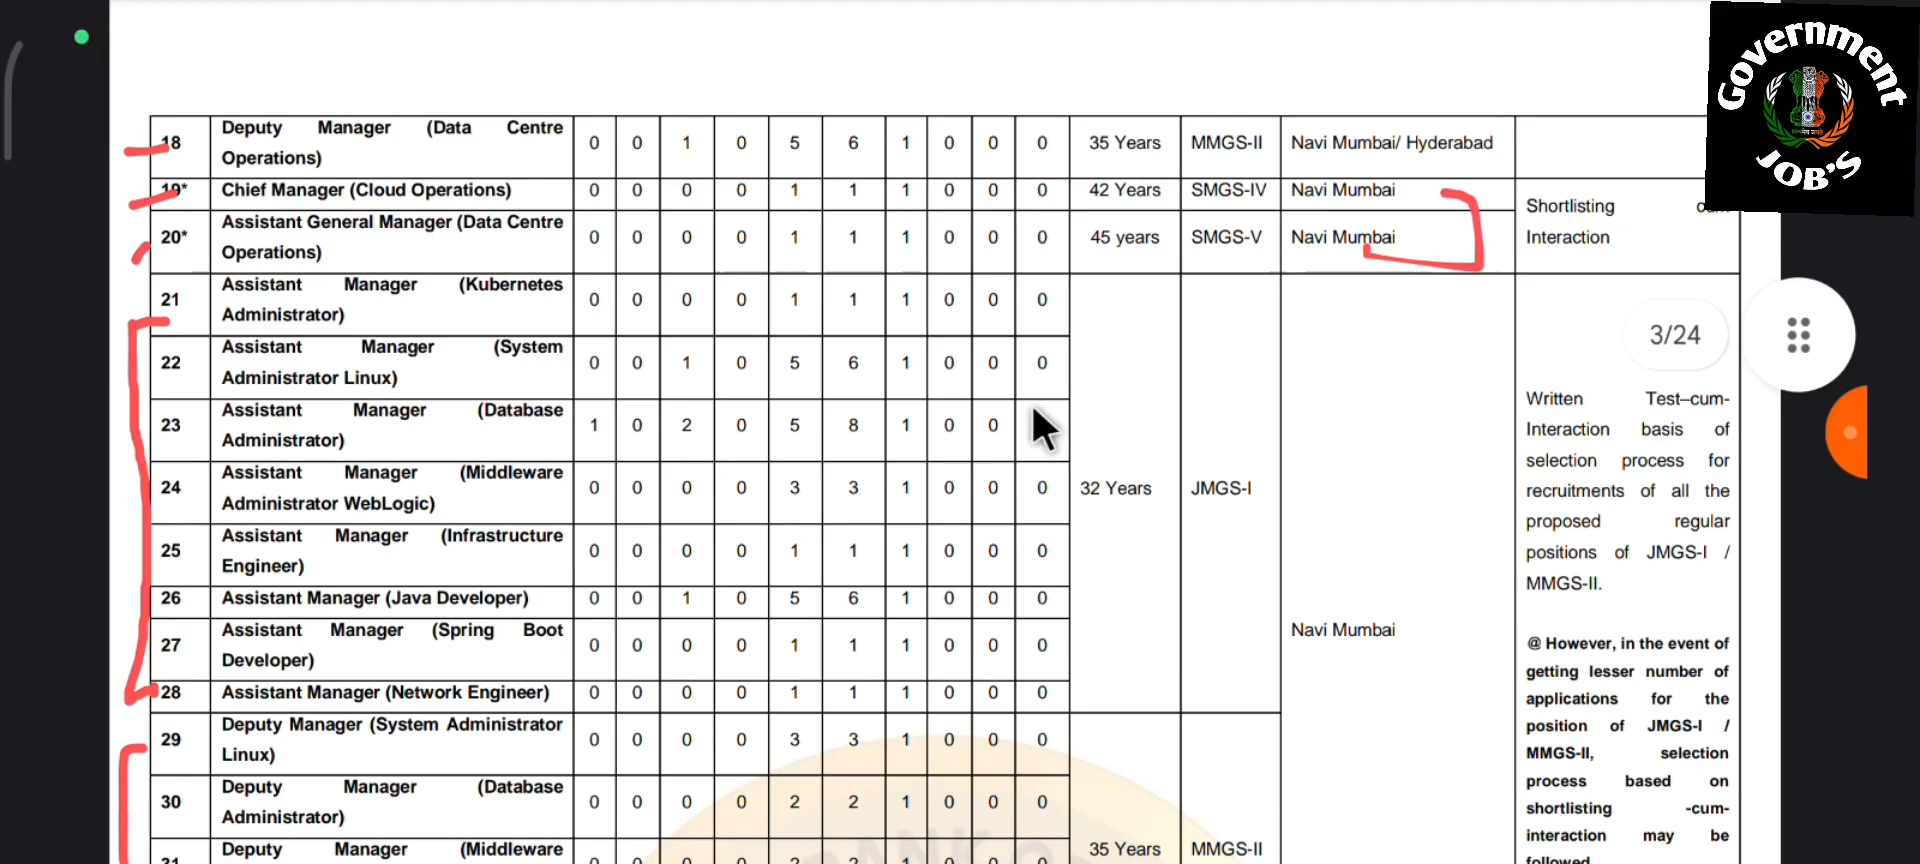 Government
JOB'S
18 Deputy Manager (Data Centre Operations) 0 0 1 0 5 6 1 0 0 0 35 Years MMGS-II Navi Mumbai/ Hyderabad
19* Chief Manager (Cloud Operations) 0 0 0 0 1 1 1 0 0 0 42 Years SMGS-IV Navi Mumbai
Shortlisting
Interaction
20* Assistant General Manager (Data Centre Operations) 0 0 0 0 1 1 1 0 0 0 45 years SMGS-V Navi Mumbai
21 Assistant Manager (Kubernetes Administrator) 0 0 0 0 1 1 1 0 0 0
3/24
22 Assistant Manager (System Administrator Linux) 0 0 1 0 5 6 1 0 0 0
23 Assistant Manager (Database Administrator) 1 0 2 0 5 8 1 0 0
24 Assistant Manager (Middleware Administrator WebLogic) 0 0 0 0 3 3 1 0 0 0
32 Years JMGS-I
25 Assistant Manager (Infrastructure Engineer) 0 0 0 0 1 1 1 0 0 0
26 Assistant Manager (Java Developer) 0 0 1 0 5 6 1 0 0 0
27 Assistant Manager (Spring Boot Developer) 0 0 0 0 1 1 1 0 0 0
Navi Mumbai
28 Assistant Manager (Network Engineer) 0 0 0 0 1 1 1 0 0 0
29 Deputy Manager (System Administrator Linux) 0 0 0 0 3 3 1 0 0 0
30 Deputy Manager (Database Administrator) 0 0 0 0 2 2 1 0 0 0
Deputy Manager (Middleware
35 Years MMGS-II
Written Test–cum-
Interaction basis of
selection process for
recruitments of all the
proposed regular
positions of JMGS-I /
MMGS-II.
@ However, in the event of
getting lesser number of
applications for the
position of JMGS-I /
MMGS-II, selection
process based on
shortlisting -cum-
interaction may be
followed